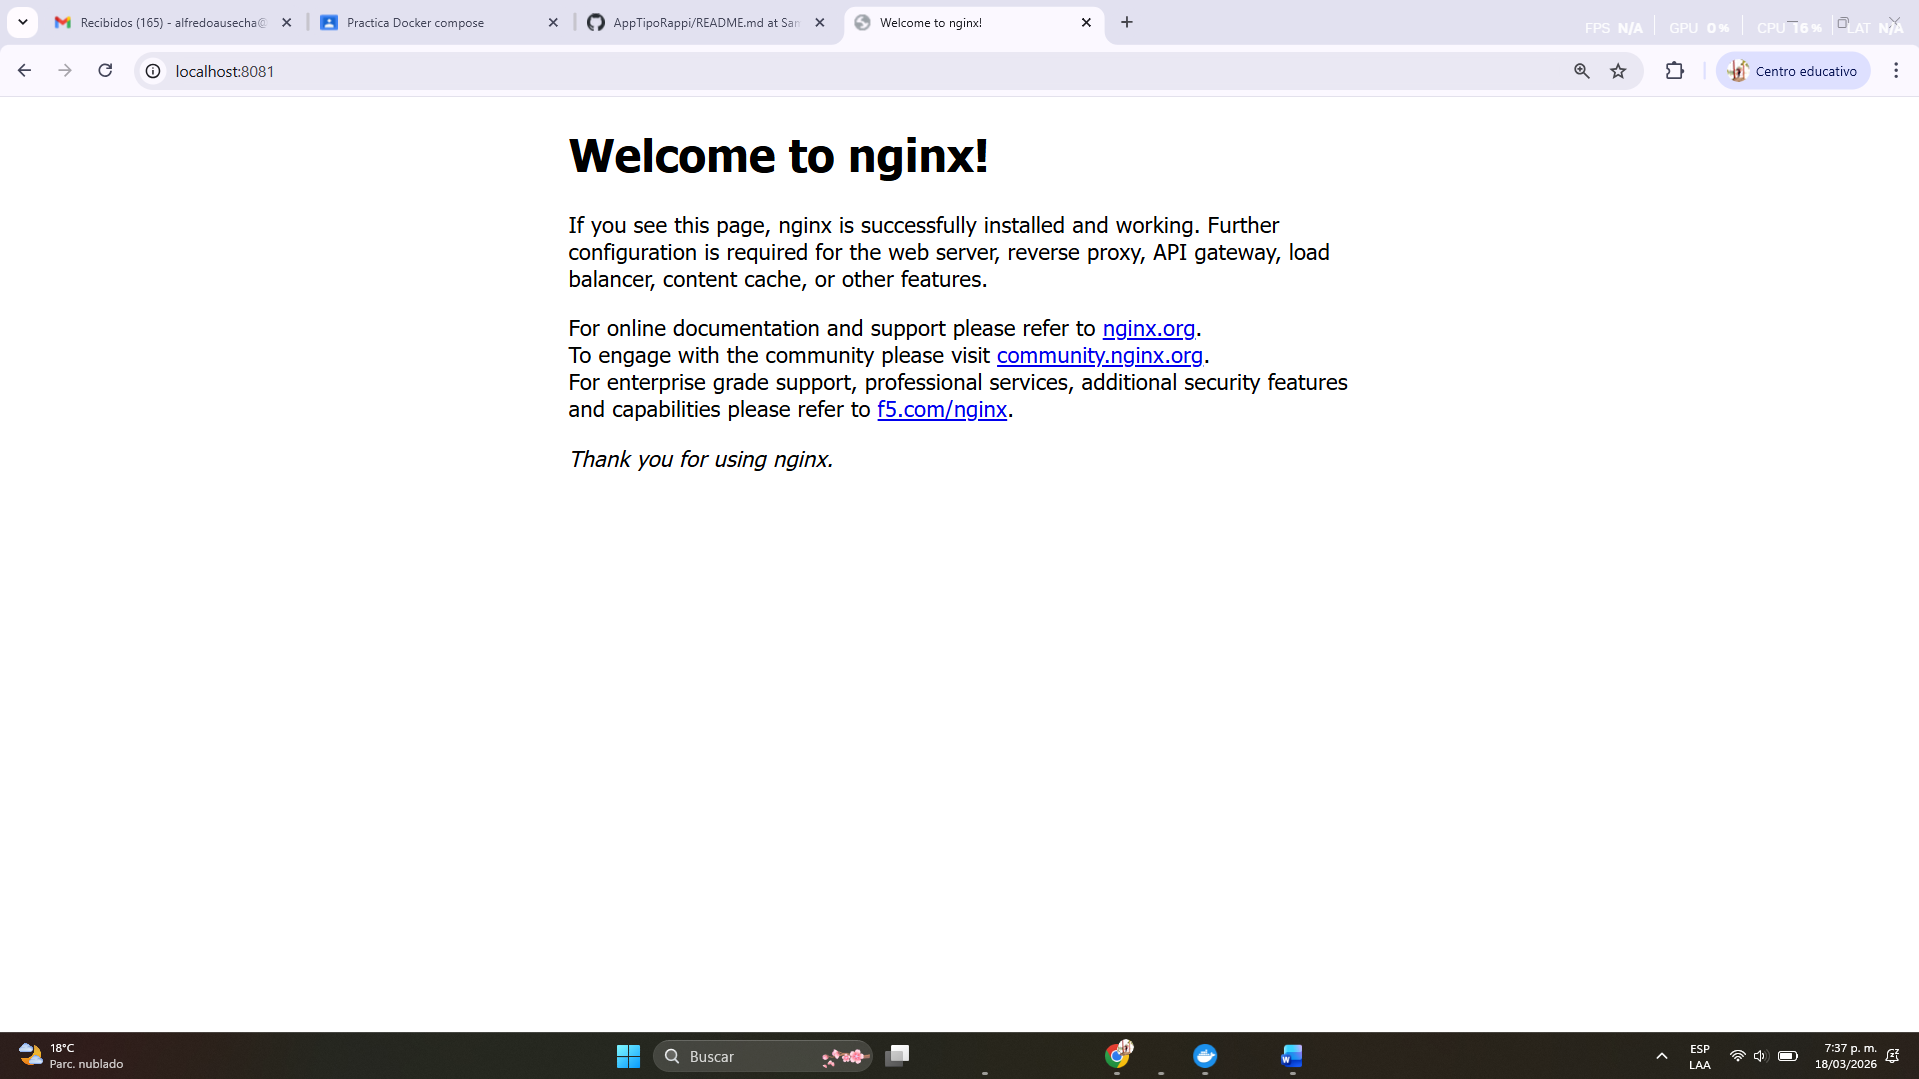 Recibidos (165) - alfredoausecha@
Practica Docker compose
AppTipoRappi/README.md at San
Welcome to nginx!
FPS N/A GPU 0% CPU 16% LAT N/A
localhost:8081
Centro educativo
Welcome to nginx!
If you see this page, nginx is successfully installed and working. Further
configuration is required for the web server, reverse proxy, API gateway, load
balancer, content cache, or other features.
For online documentation and support please refer to nginx.org.
To engage with the community please visit community.nginx.org.
For enterprise grade support, professional services, additional security features
and capabilities please refer to f5.com/nginx.
Thank you for using nginx.
18°C
Parc. nublado
Buscar
ESP
LAA
7:37 p. m.
18/03/2026